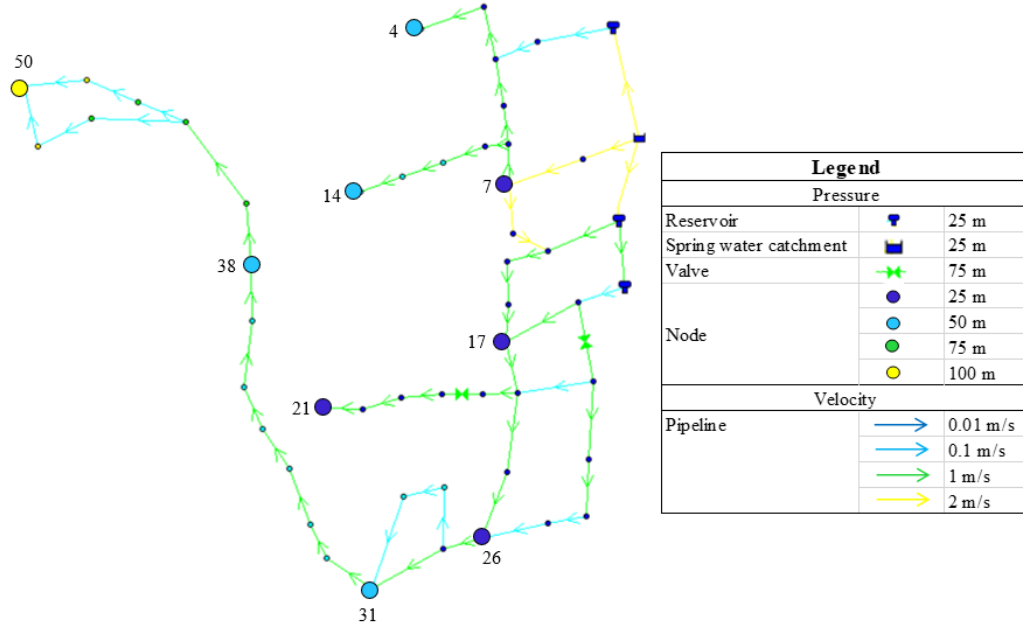 4
50
7
14
38
17
21
26
31
Legend
Pressure
Reservoir 25 m
Spring water catchment 25 m
Valve 75 m
Node 25 m
50 m
75 m
100 m
Velocity
Pipeline 0.01 m/s
0.1 m/s
1 m/s
2 m/s